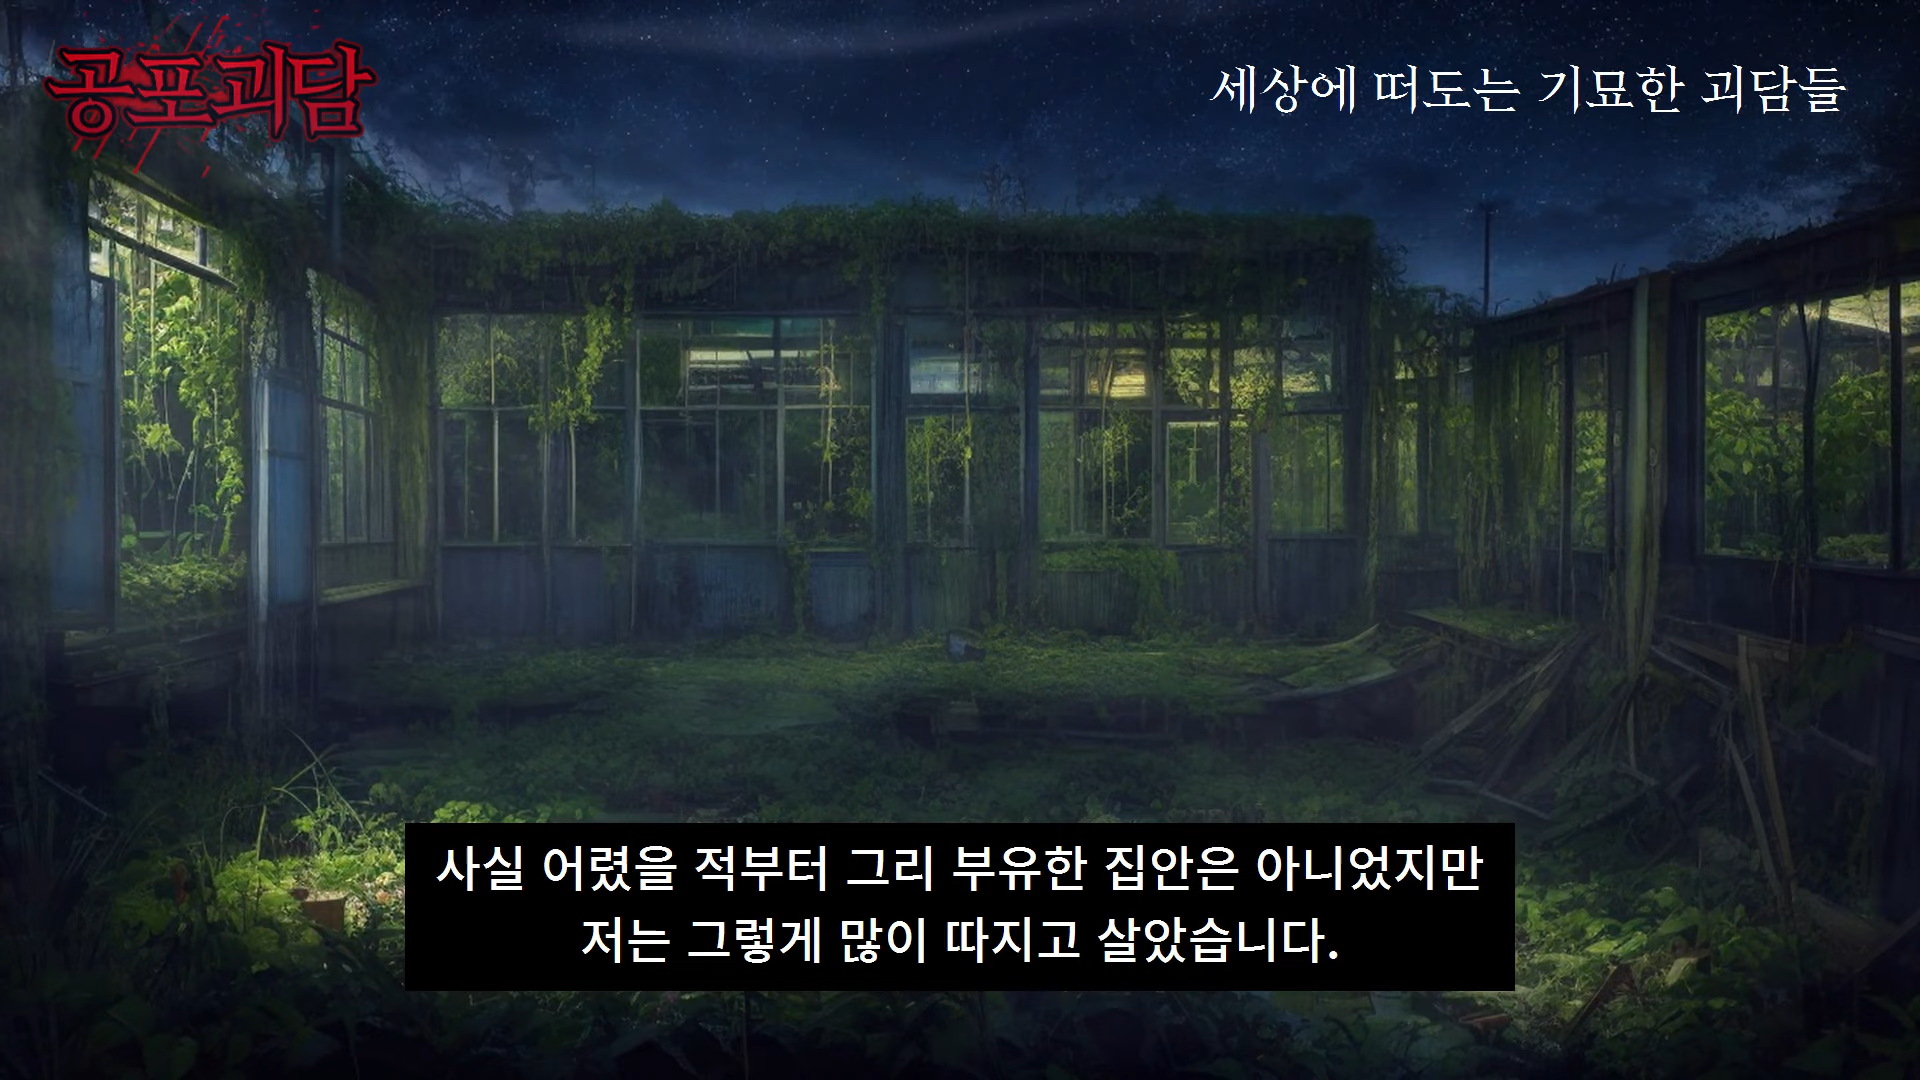 공포괴담
세상에 떠도는 기묘한 괴담들
사실 어렸을 적부터 그리 부유한 집안은 아니었지만
저는 그렇게 많이 따지고 살았습니다.